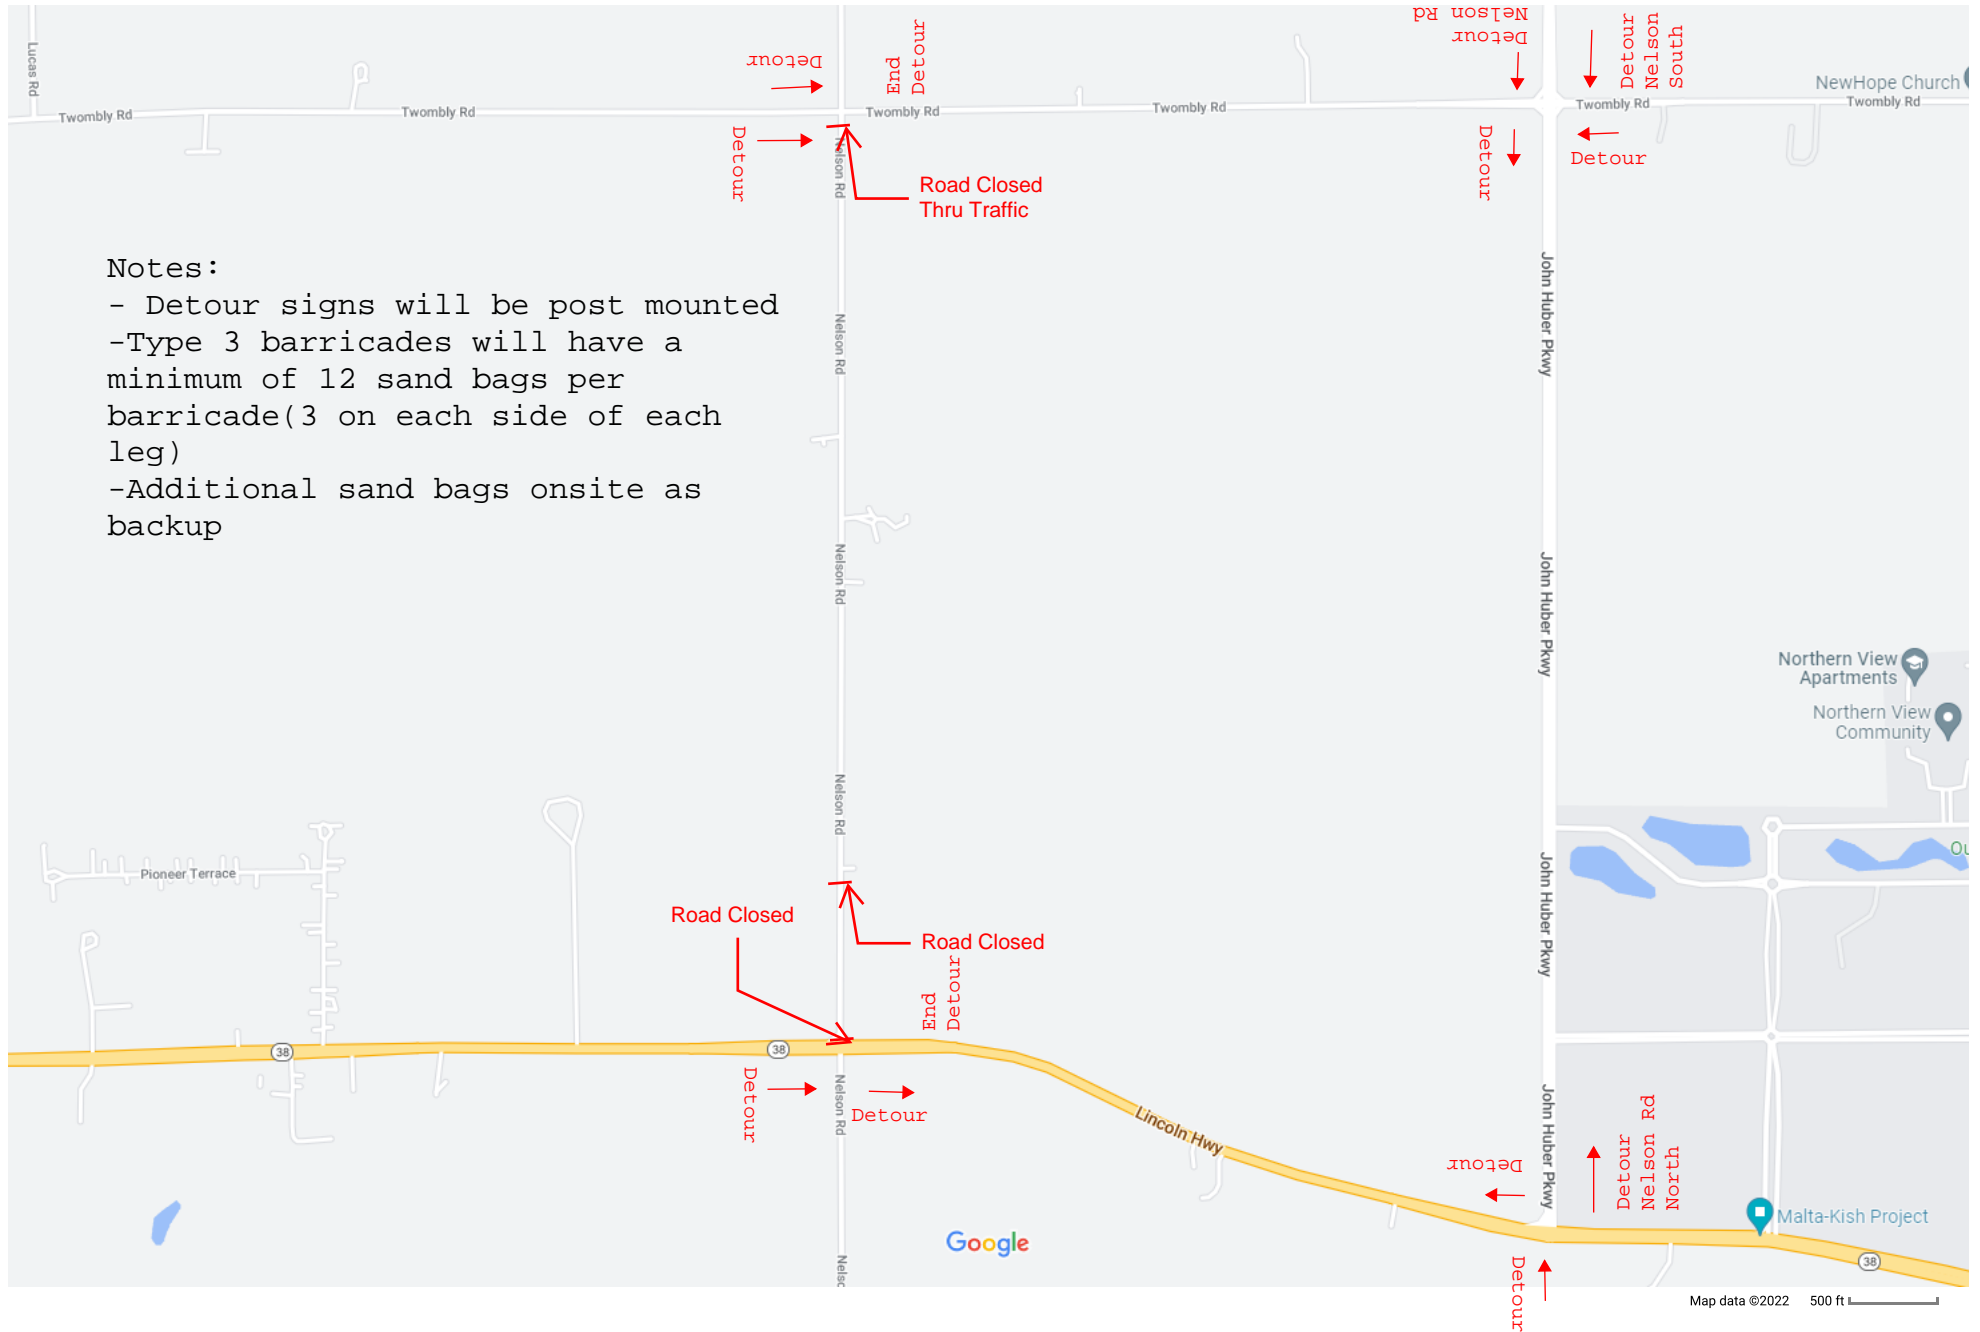 Lucas Rd
Twombly Rd
Twombly Rd
Detour
End
Detour
Twombly Rd
Twombly Rd
Nelson Rd
Detour
Detour
Nelson
South
Twombly Rd
NewHope Church
Twombly Rd
Detour
Nelson Rd
Road Closed
Thru Traffic
Detour
Detour
Notes:
- Detour signs will be post mounted
-Type 3 barricades will have a
minimum of 12 sand bags per
barricade(3 on each side of each
leg)
-Additional sand bags onsite as
backup
Nelson Rd
John Huber Pkwy
Nelson Rd
John Huber Pkwy
Northern View
Apartments
Northern View
Community
Nelson Rd
Pioneer Terrace
John Huber Pkwy
Ou
Road Closed
Road Closed
End
Detour
38
38
Detour
Nelson Rd
Detour
Lincoln Hwy
Detour
John Huber Pkwy
Detour
Nelson Rd
North
Malta-Kish Project
Google
Nelso
38
Detour
Map data ©2022
500 ft